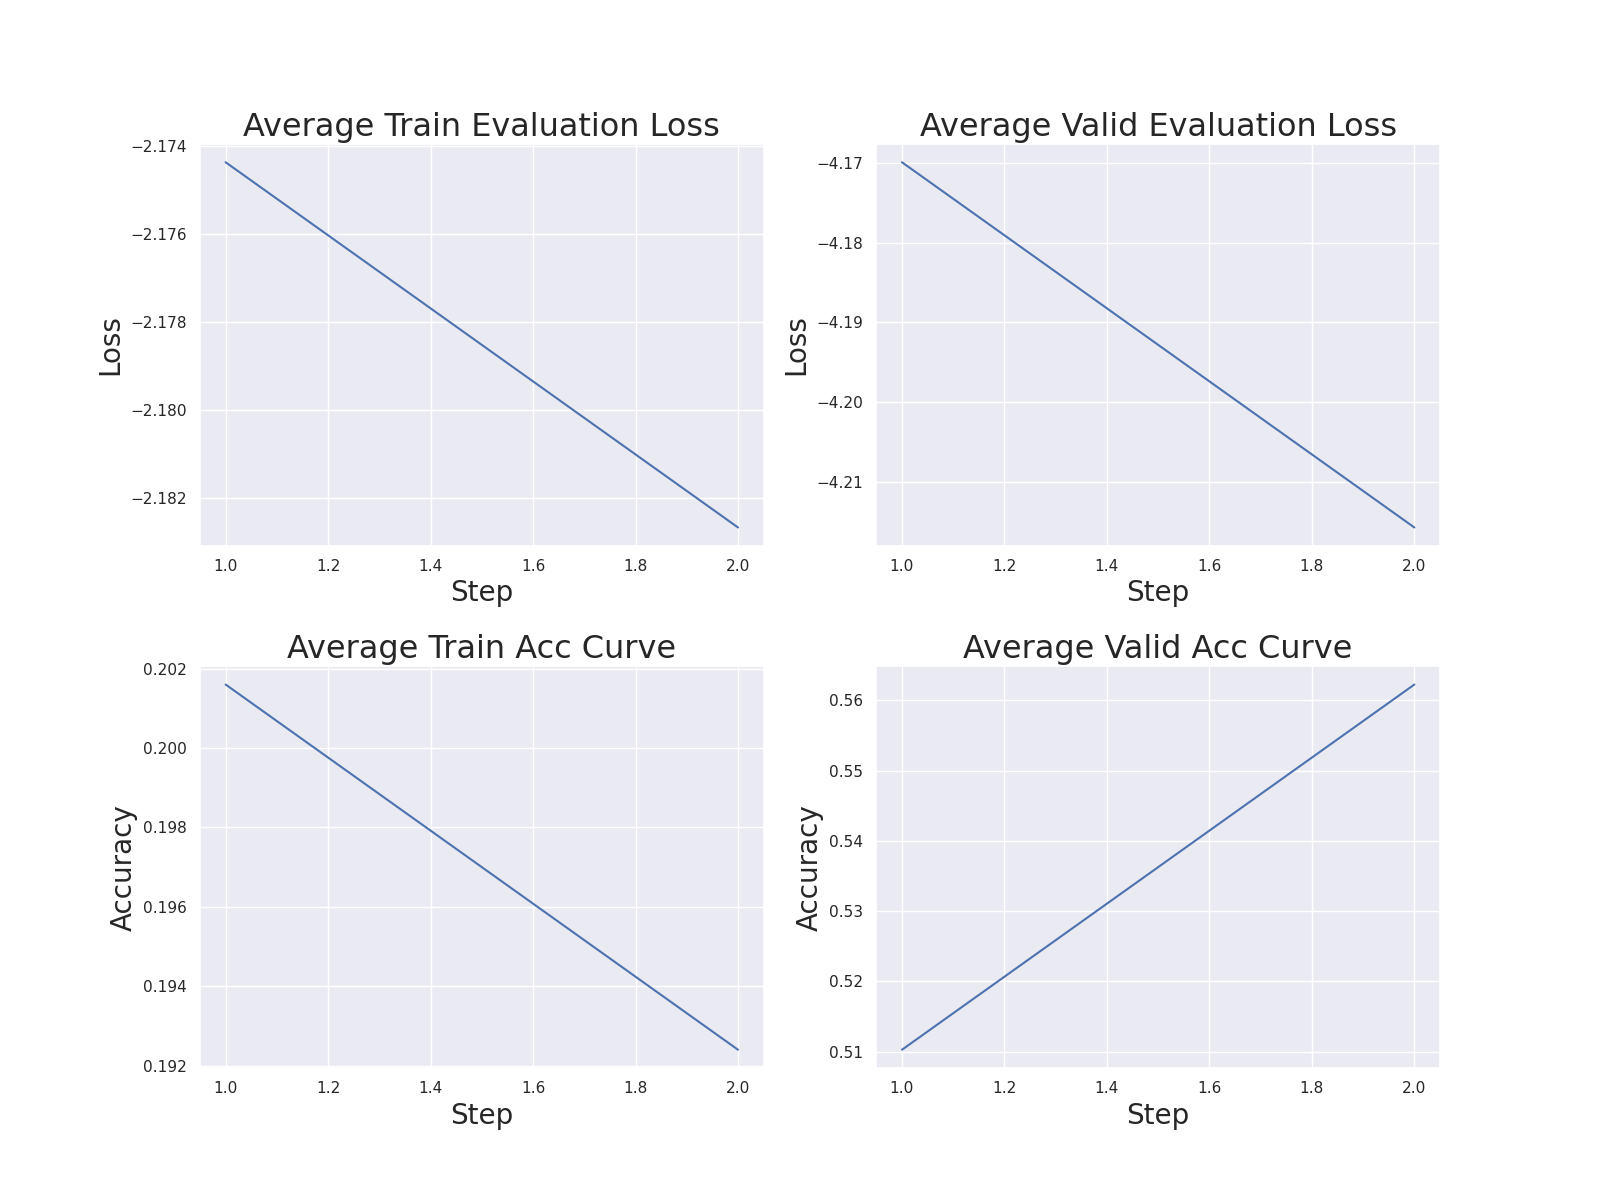 Average Train Evaluation Loss
−2.174
−2.176
−2.178
−2.180
−2.182
Loss
1.0 1.2 1.4 1.6 1.8 2.0
Step
Average Valid Evaluation Loss
−4.17
−4.18
−4.19
−4.20
−4.21
Loss
1.0 1.2 1.4 1.6 1.8 2.0
Step
Average Train Acc Curve
0.202
0.200
0.198
0.196
0.194
0.192
Accuracy
1.0 1.2 1.4 1.6 1.8 2.0
Step
Average Valid Acc Curve
0.56
0.55
0.54
0.53
0.52
0.51
Accuracy
1.0 1.2 1.4 1.6 1.8 2.0
Step